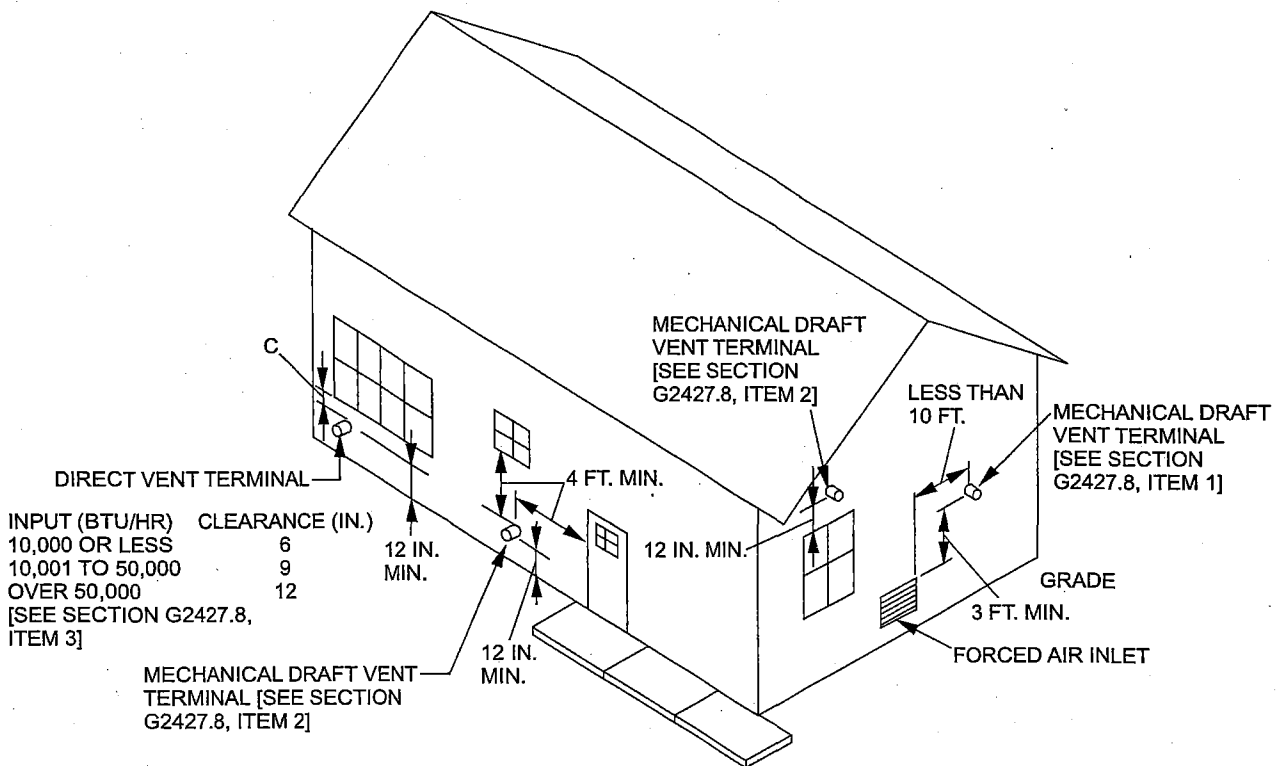 MECHANICAL DRAFT
VENT TERMINAL
[SEE SECTION
G2427.8, ITEM 2]
LESS THAN
10 FT.
MECHANICAL DRAFT
VENT TERMINAL
[SEE SECTION
G2427.8, ITEM 1]
C
DIRECT VENT TERMINAL
4 FT. MIN.
INPUT (BTU/HR) CLEARANCE (IN.)
10,000 OR LESS 6
10,001 TO 50,000 9
OVER 50,000 12
[SEE SECTION G2427.8,
ITEM 3]
12 IN.
MIN.
12 IN. MIN.
GRADE
3 FT. MIN.
FORCED AIR INLET
12 IN.
MIN.
MECHANICAL DRAFT VENT
TERMINAL [SEE SECTION
G2427.8, ITEM 2]